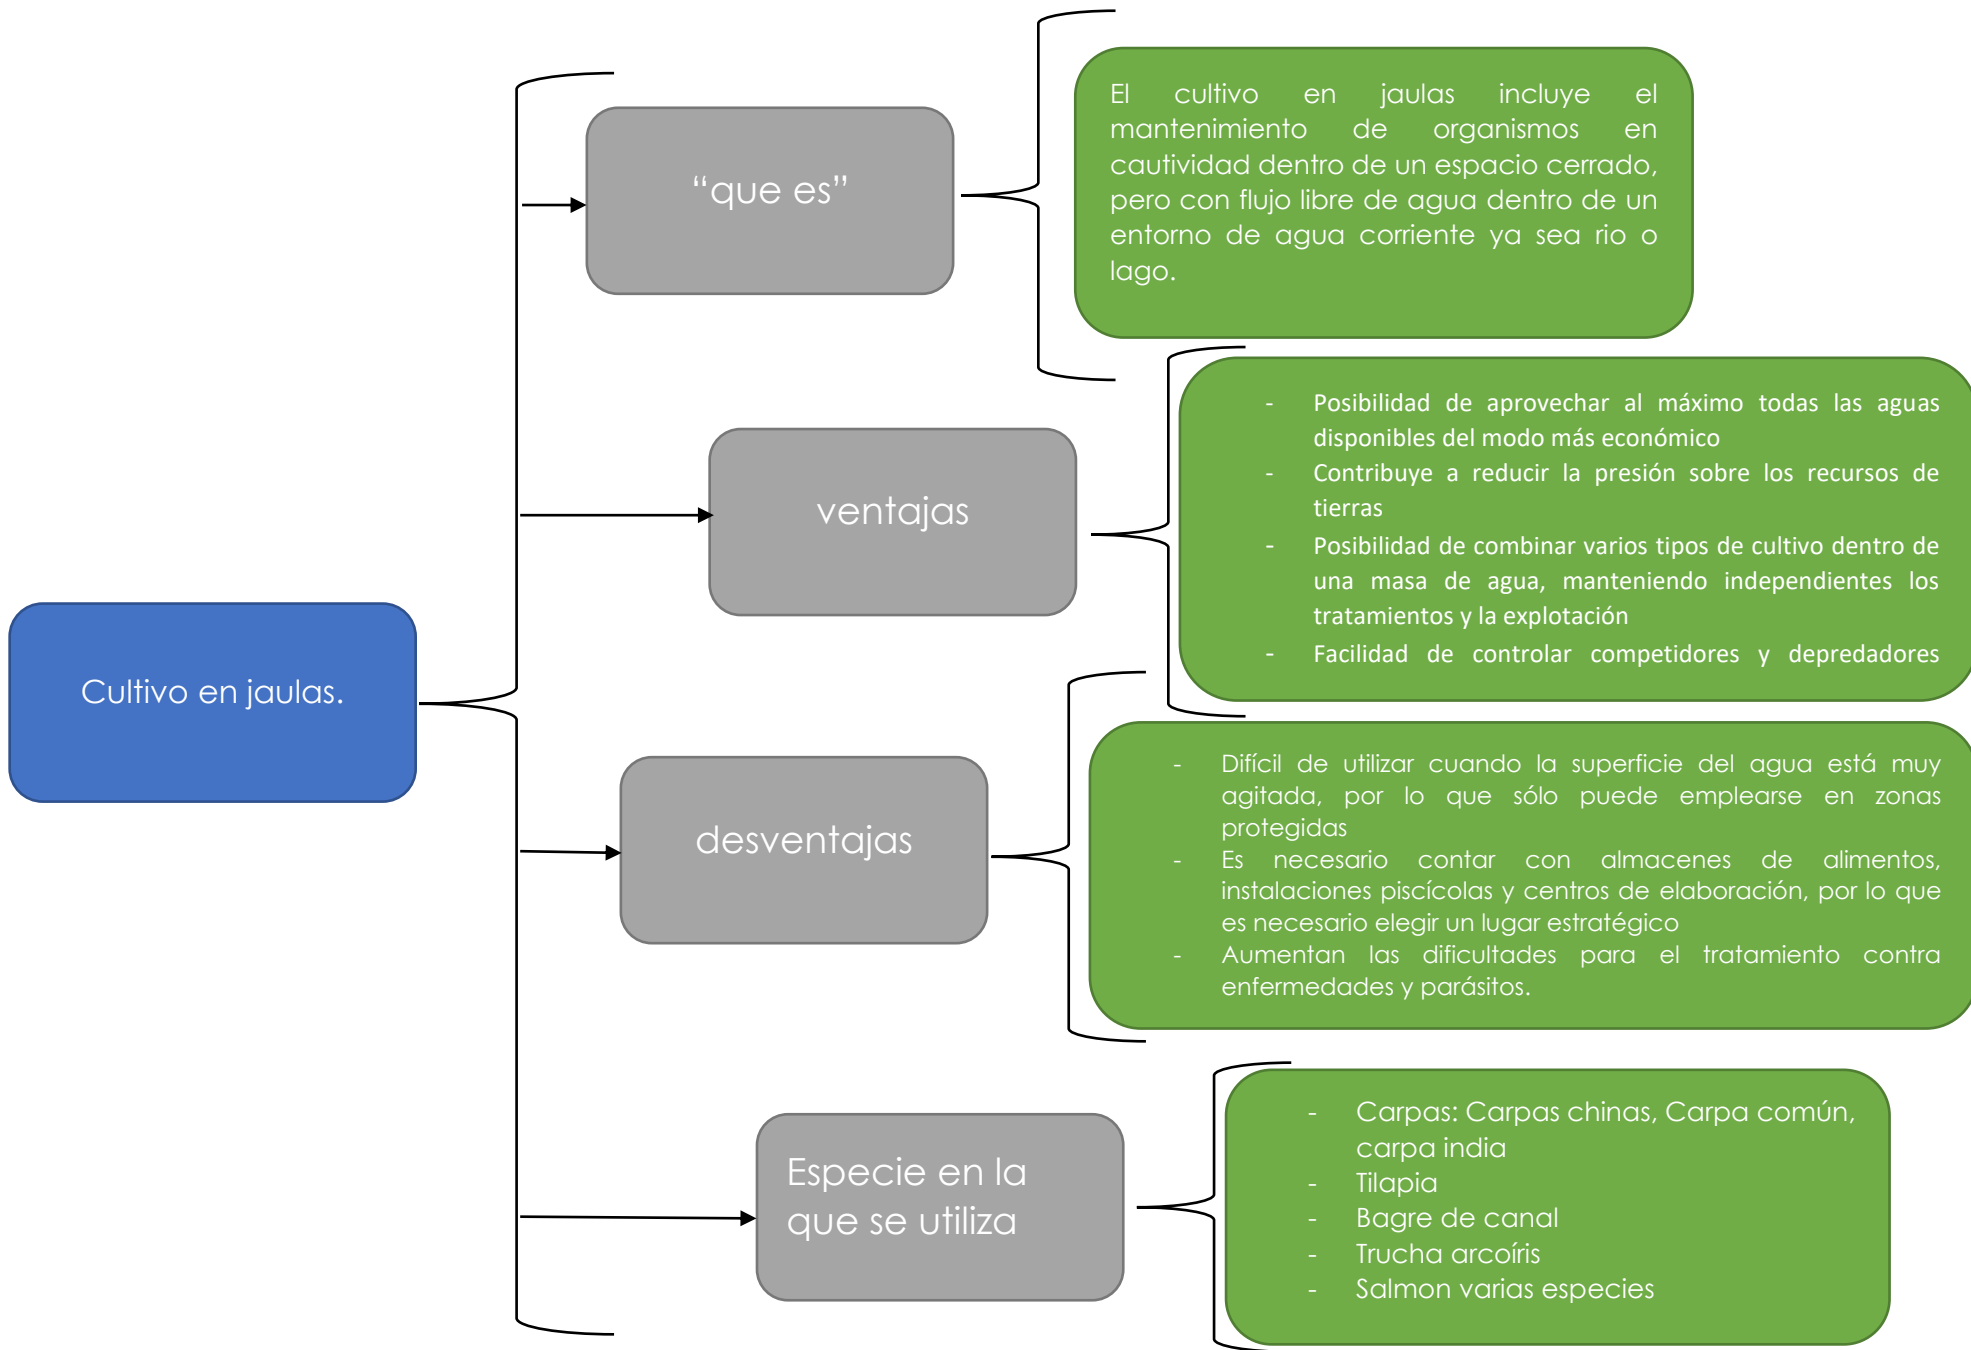 Cultivo en jaulas.
“que es”
El cultivo en jaulas incluye el
mantenimiento de organismos en
cautividad dentro de un espacio cerrado,
pero con flujo libre de agua dentro de un
entorno de agua corriente ya sea rio o
lago.
ventajas
- Posibilidad de aprovechar al máximo todas las aguas
disponibles del modo más económico
- Contribuye a reducir la presión sobre los recursos de
tierras
- Posibilidad de combinar varios tipos de cultivo dentro de
una masa de agua, manteniendo independientes los
tratamientos y la explotación
- Facilidad de controlar competidores y depredadores
desventajas
- Difícil de utilizar cuando la superficie del agua está muy
agitada, por lo que sólo puede emplearse en zonas
protegidas
- Es necesario contar con almacenes de alimentos,
instalaciones piscícolas y centros de elaboración, por lo que
es necesario elegir un lugar estratégico
- Aumentan las dificultades para el tratamiento contra
enfermedades y parásitos.
Especie en la
que se utiliza
- Carpas: Carpas chinas, Carpa común,
carpa india
- Tilapia
- Bagre de canal
- Trucha arcoíris
- Salmon varias especies